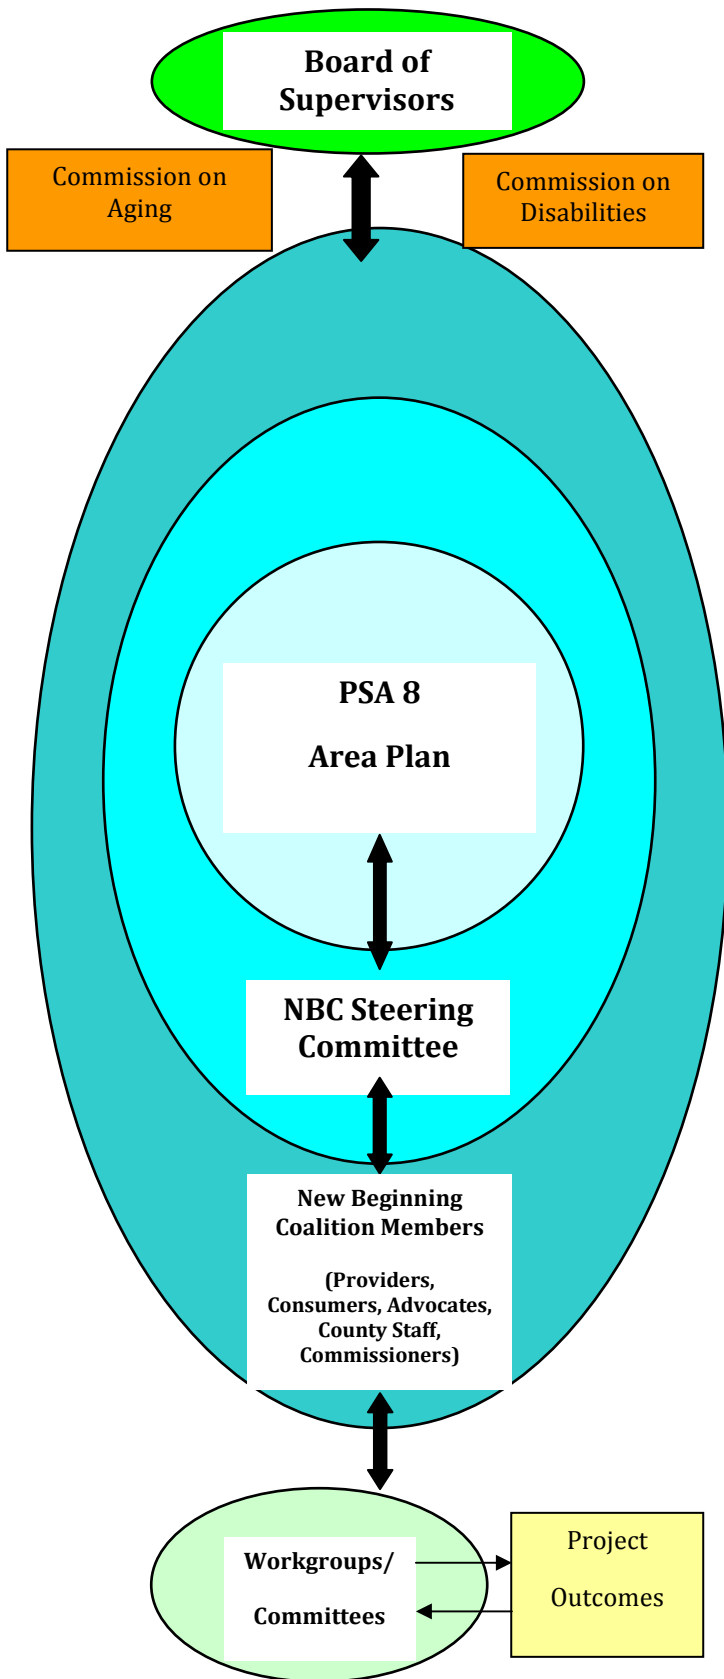 Board of
Supervisors
Commission on
Aging
Commission on
Disabilities
PSA 8
Area Plan
NBC Steering
Committee
New Beginning
Coalition Members
(Providers,
Consumers, Advocates,
County Staff,
Commissioners)
Workgroups/
Committees
Project
Outcomes